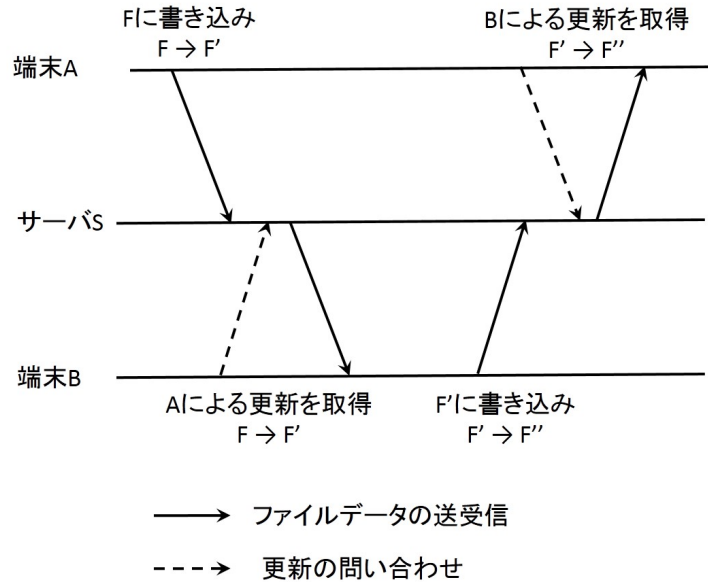 Fに書き込み
F → F'
Bによる更新を取得
F' → F''
端末A
サーバS
端末B
Aによる更新を取得
F → F'
F'に書き込み
F' → F''
ファイルデータの送受信
更新の問い合わせ